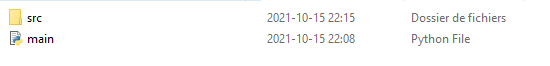 src 2021-10-15 22:15 Dossier de fichiers
main 2021-10-15 22:08 Python File